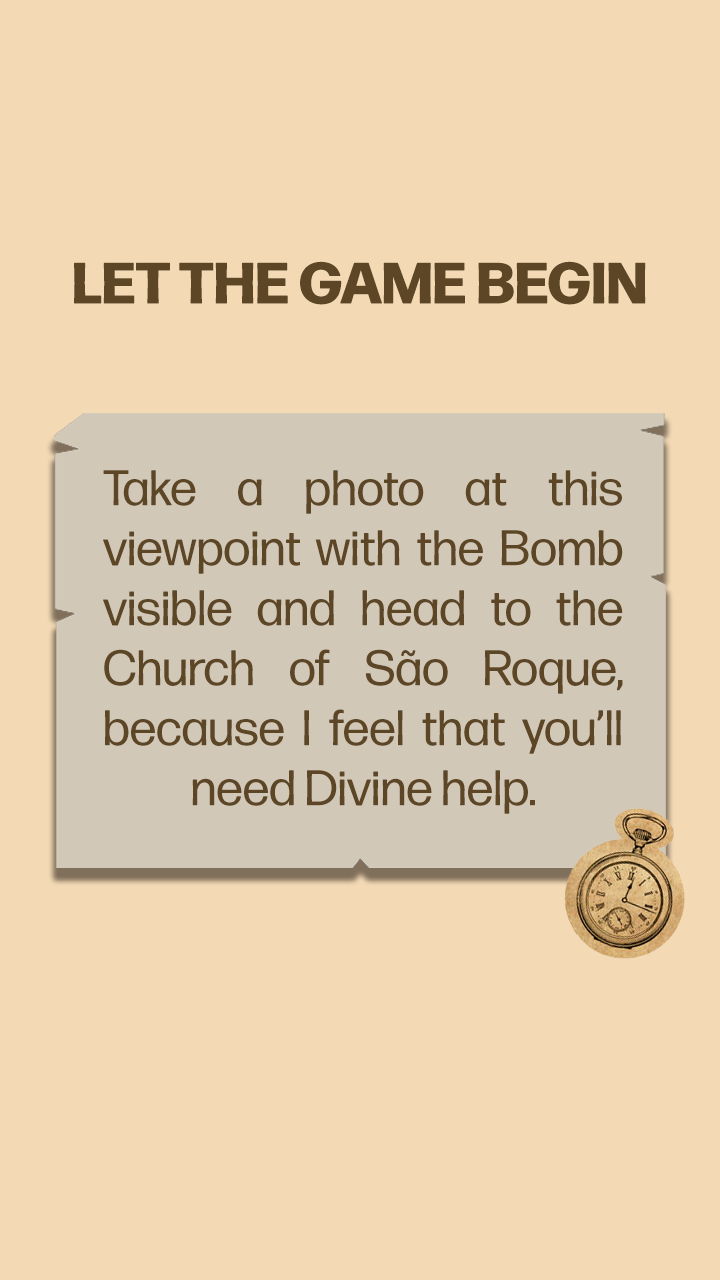 LET THE GAME BEGIN
Take a photo at this
viewpoint with the Bomb
visible and head to the
Church of São Roque,
because I feel that you’ll
need Divine help.